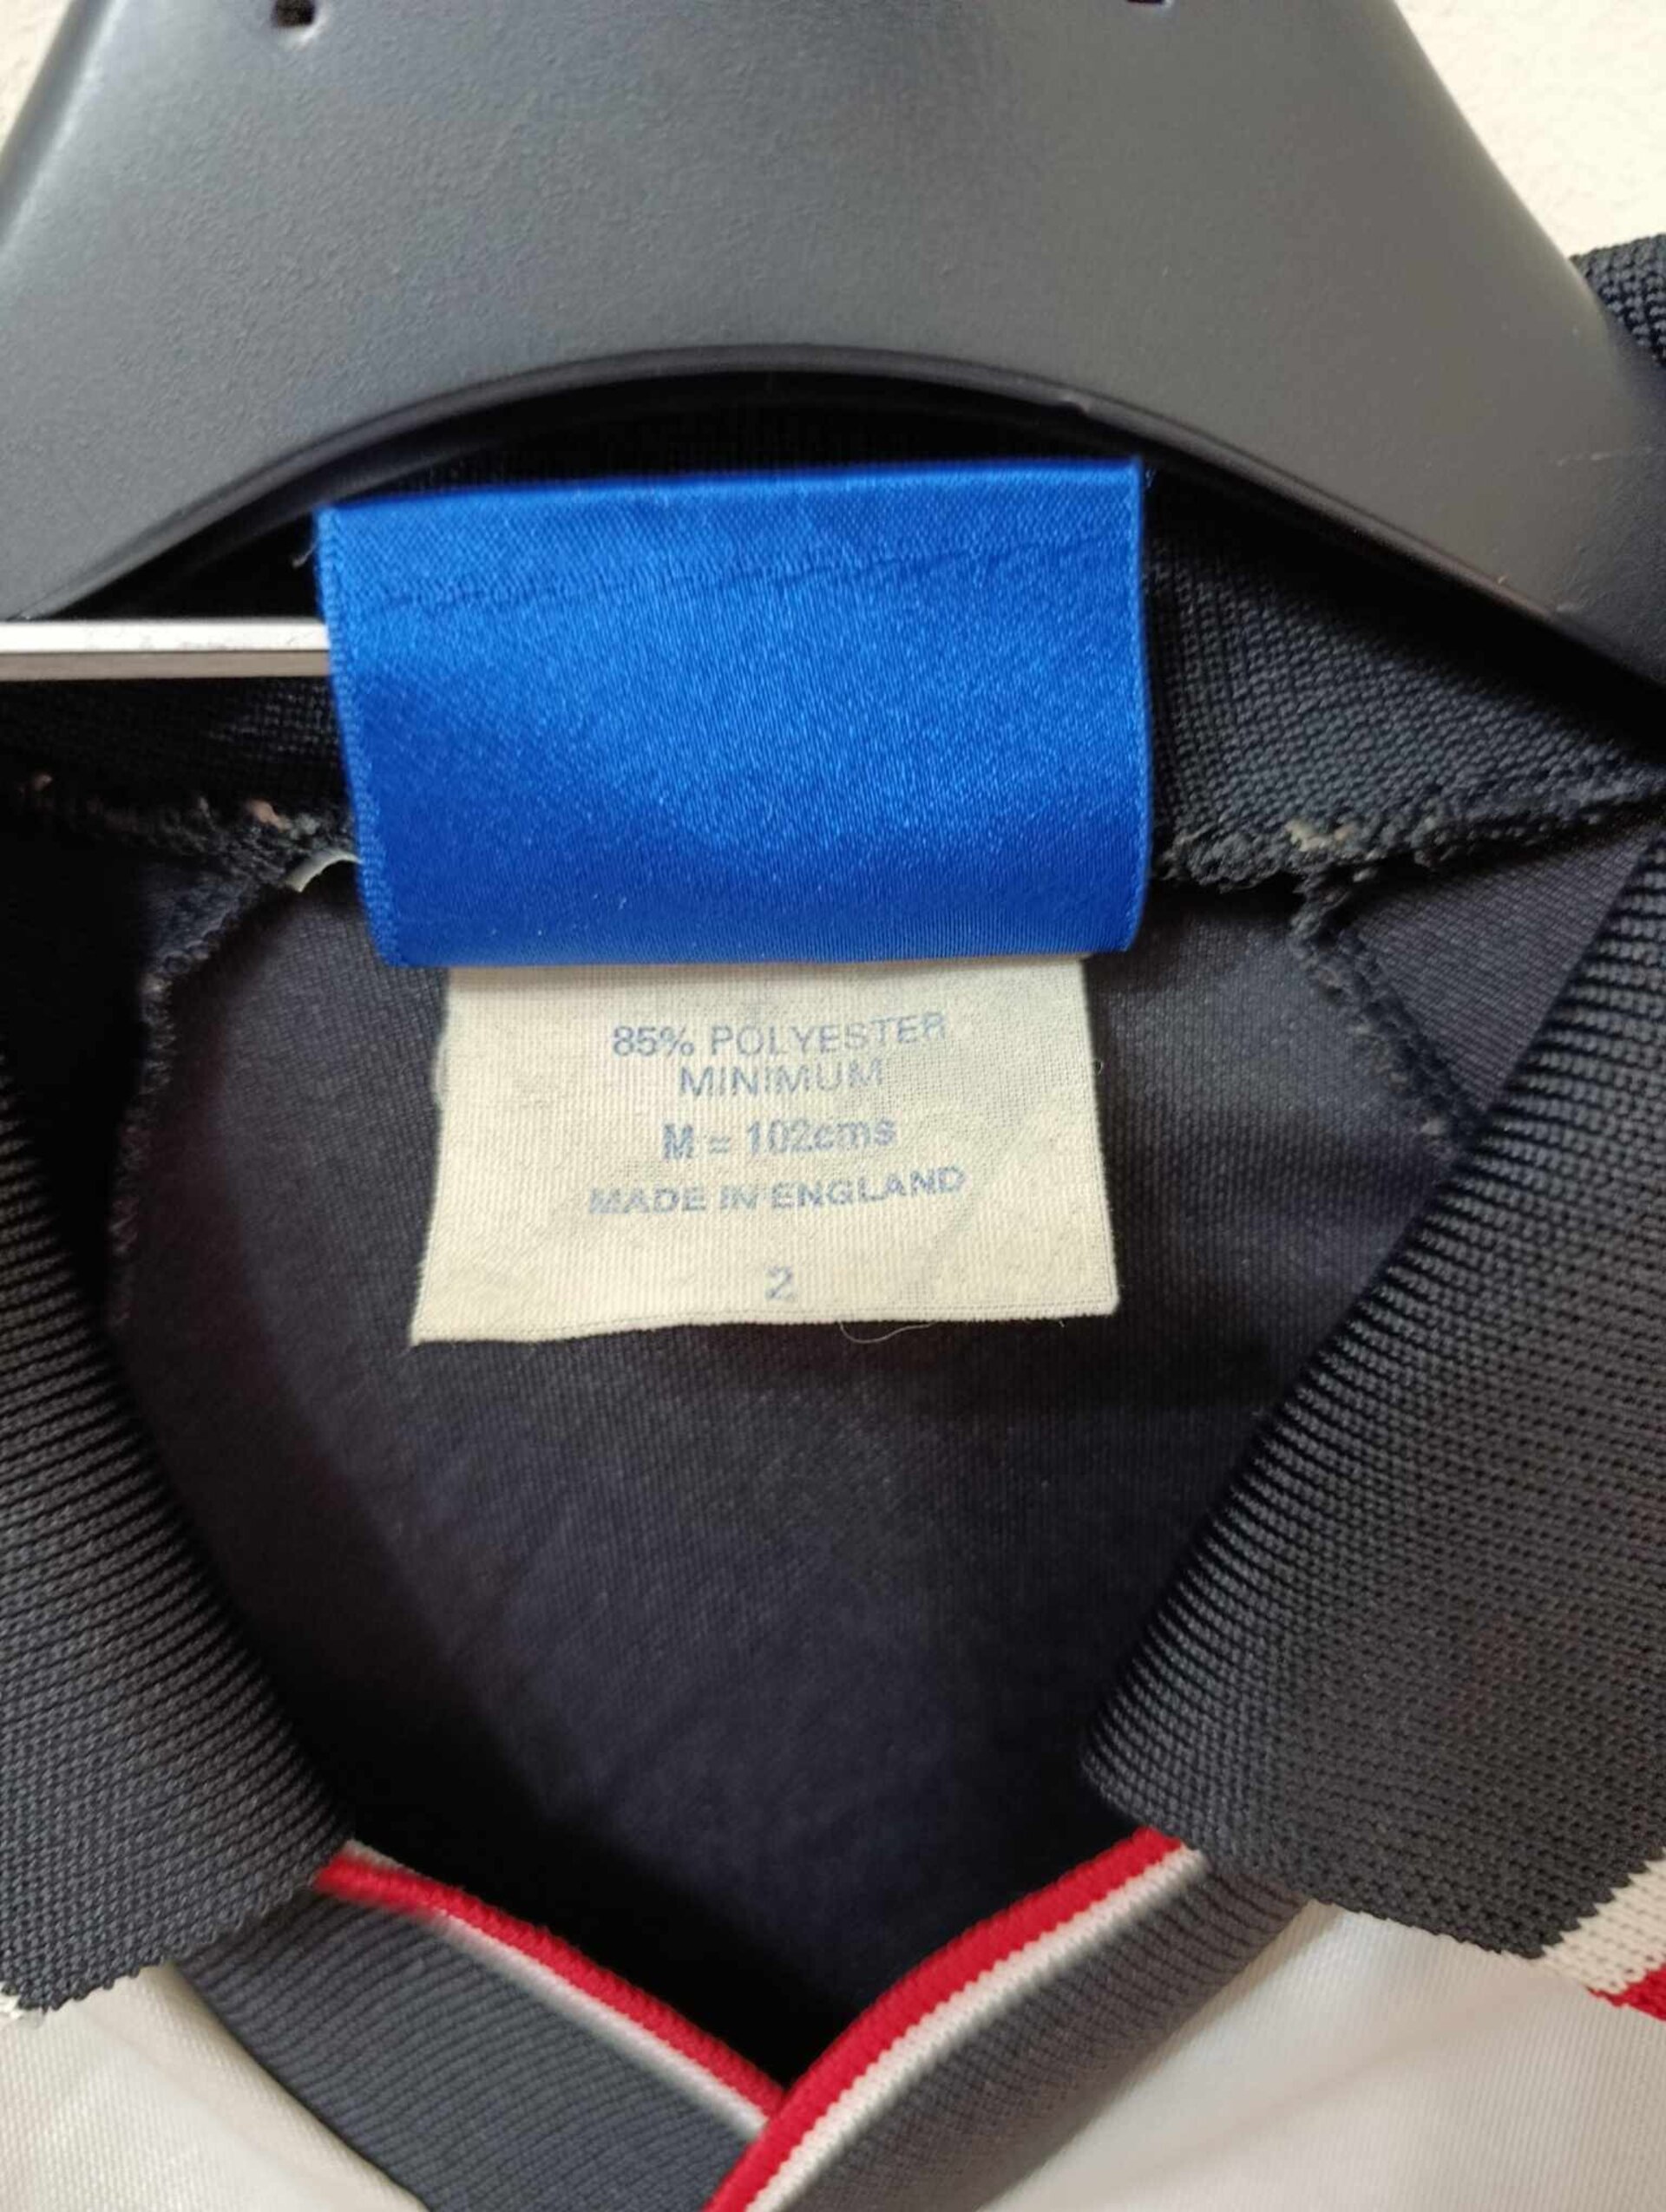 85% POLYESTER
MINIMUM
M = 102cms
MADE IN ENGLAND
2